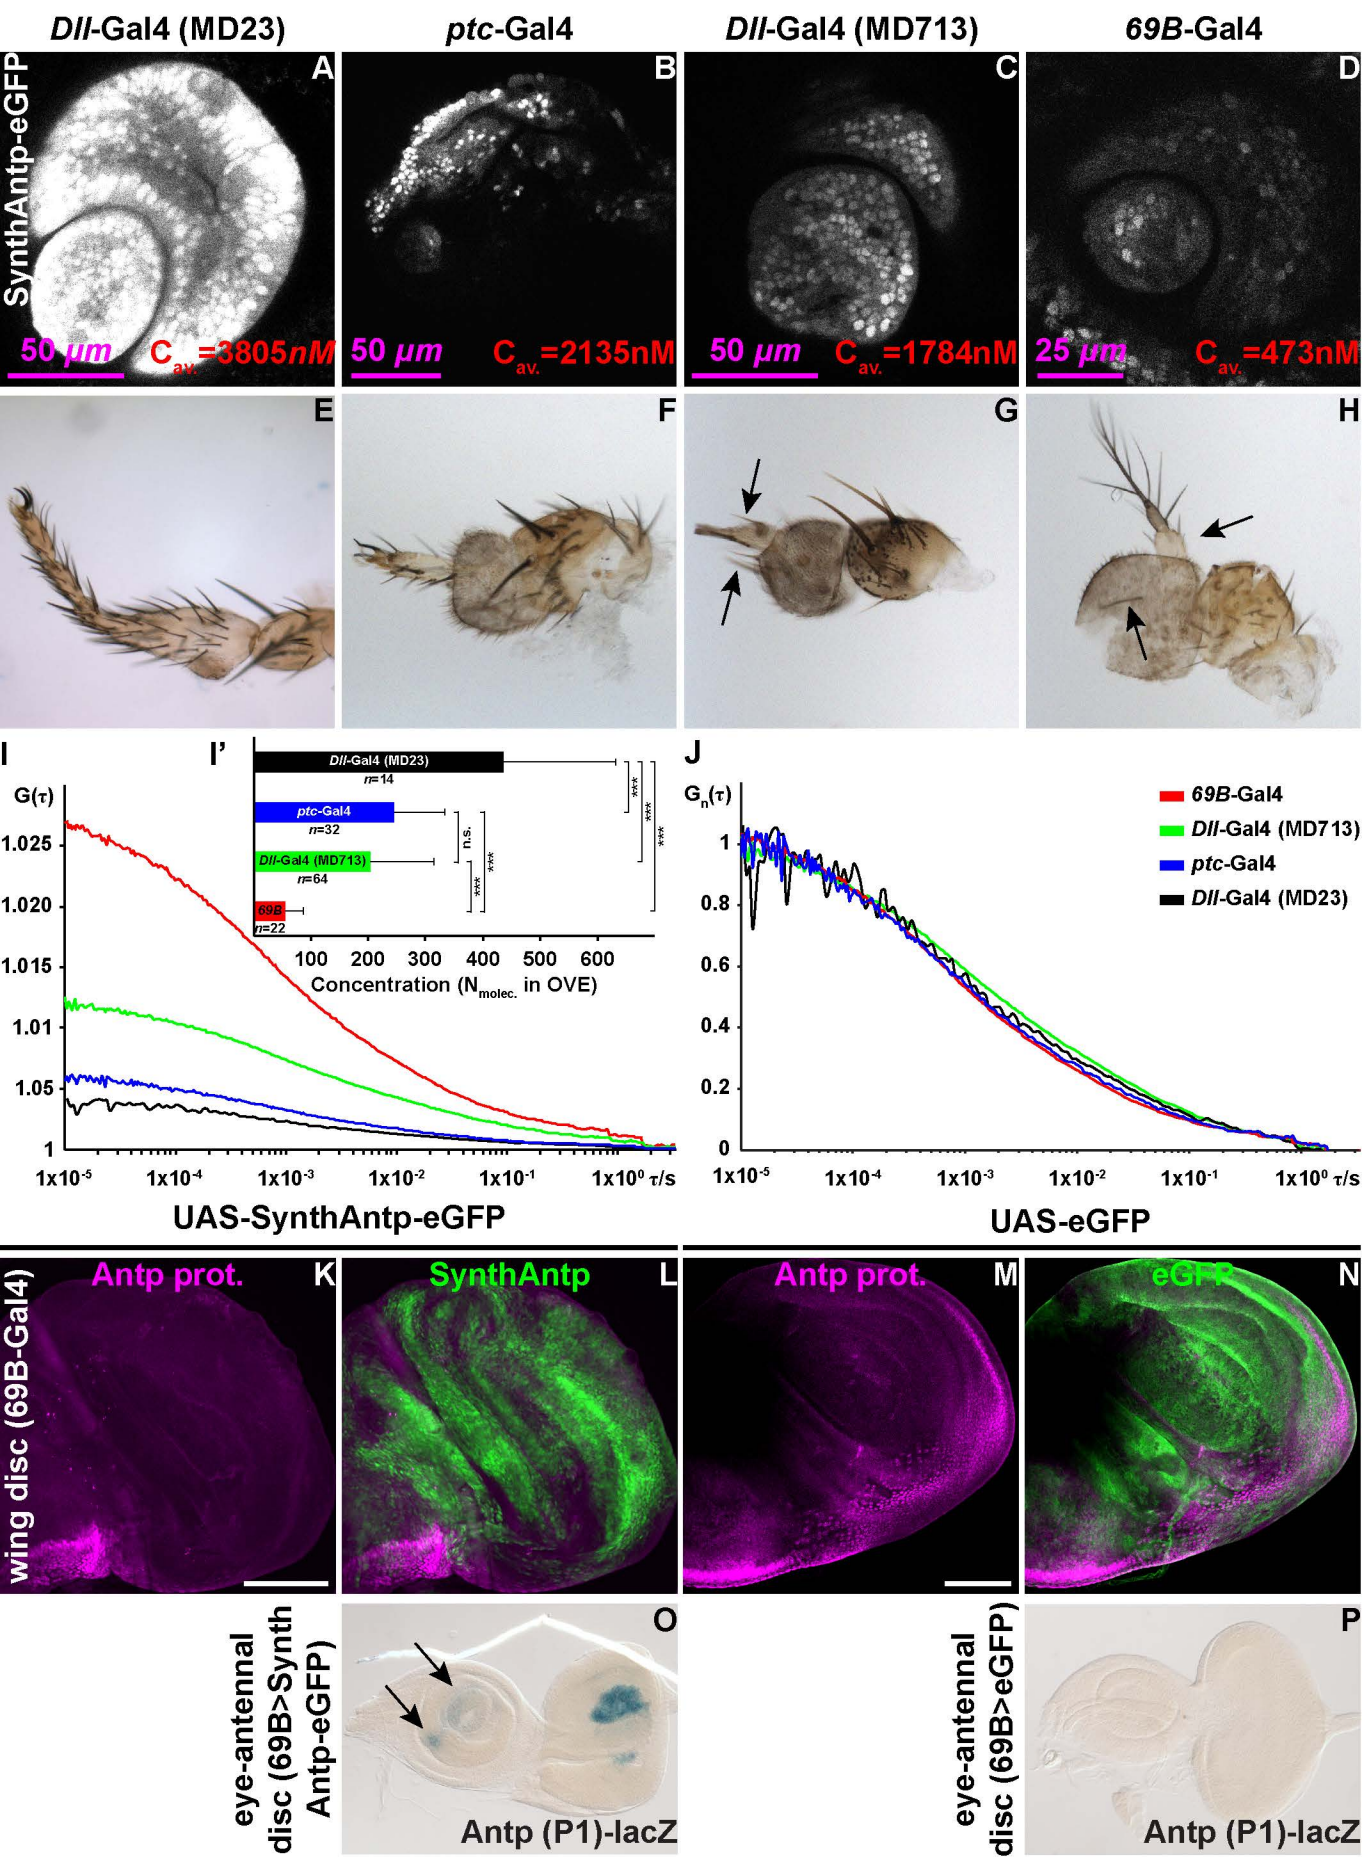 Dll-Gal4 (MD23)
ptc-Gal4
Dll-Gal4 (MD713)
69B-Gal4
SynthAntp-eGFP
A
B
C
D
50 µm
Cav.=3805nM
50 µm
Cav.=2135nM
50 µm
Cav.=1784nM
25 µm
Cav.=473nM
E
F
G
H
I
G(τ)
1.025
1.020
1.015
1.01
1.05
1
1x10-5
1x10-4
1x10-3
1x10-2
1x10-1
1x100 τ/s
I’
Dll-Gal4 (MD23)
n=14
ptc-Gal4
n=32
Dll-Gal4 (MD713)
n=64
69B
n=22
n.s.
***
***
***
***
***
100
200
300
400
500
600
Concentration (Nmolec. in OVE)
J
Gn(τ)
1
0.8
0.6
0.4
0.2
0
1x10-5
1x10-4
1x10-3
1x10-2
1x10-1
1x100 τ/s
69B-Gal4
Dll-Gal4 (MD713)
ptc-Gal4
Dll-Gal4 (MD23)
UAS-SynthAntp-eGFP
UAS-eGFP
wing disc (69B-Gal4)
Antp prot.
K
SynthAntp
L
Antp prot.
M
eGFP
N
eye-antennal
disc (69B>Synth
Antp-eGFP)
O
Antp (P1)-lacZ
eye-antennal
disc (69B>eGFP)
P
Antp (P1)-lacZ